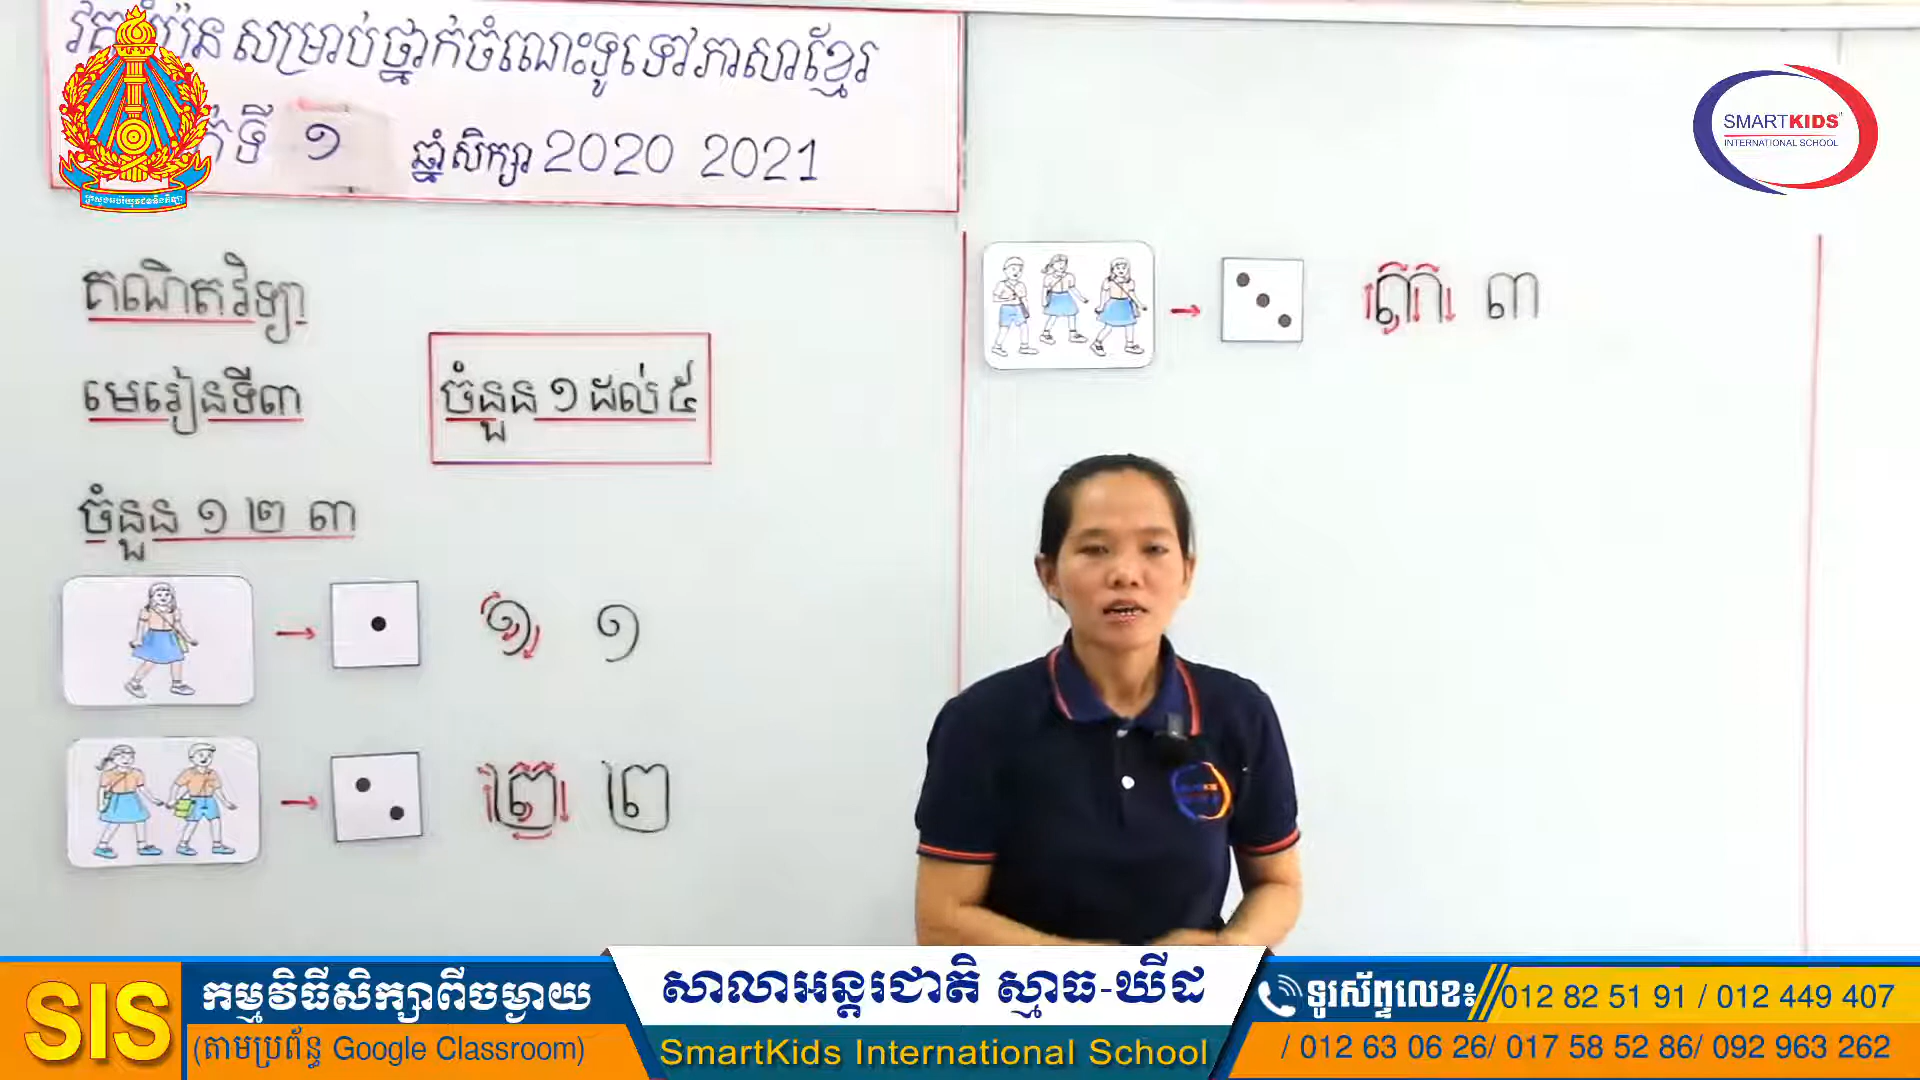 សម្រាប់ថ្នាក់ចំណេះទូទៅភាសាខ្មែរ
ទី ១ ឆ្នាំសិក្សា 2020 2021
SMARTKIDS
INTERNATIONAL SCHOOL
គណិតវិទ្យា
មេរៀនទី៣
ចំនួន ១ ដល់ ៥
ចំនួន ១ ២ ៣
១ ១
២ ២
៣ ៣
SIS
កម្មវិធីសិក្សាពីចម្ងាយ
(តាមប្រព័ន្ធ Google Classroom)
សាលាអន្តរជាតិ ស្មាធ-ឃីដ
SmartKids International School
ទូរស័ព្ទលេខ៖ 012 82 51 91 / 012 449 407
/ 012 63 06 26/ 017 58 52 86/ 092 963 262